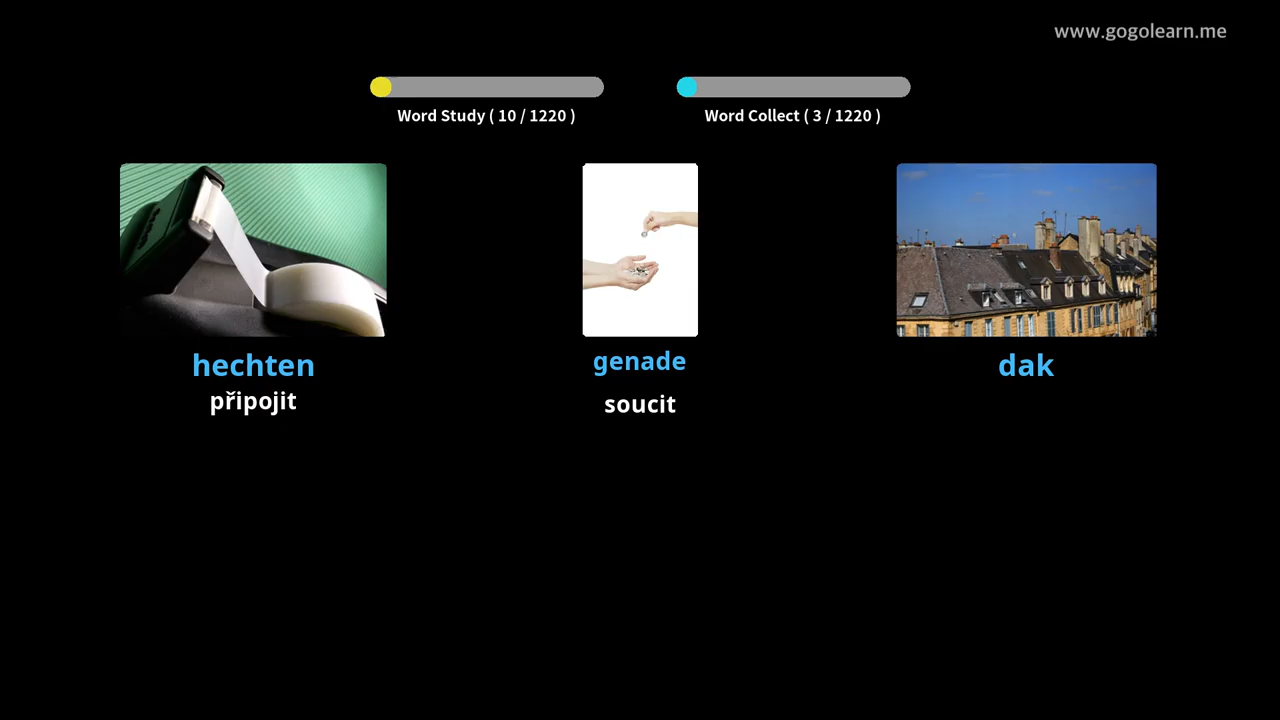 www.gogolearn.me
Word Study ( 10 / 1220 )
Word Collect ( 3 / 1220 )
hechten
připojit
genade
soucit
dak